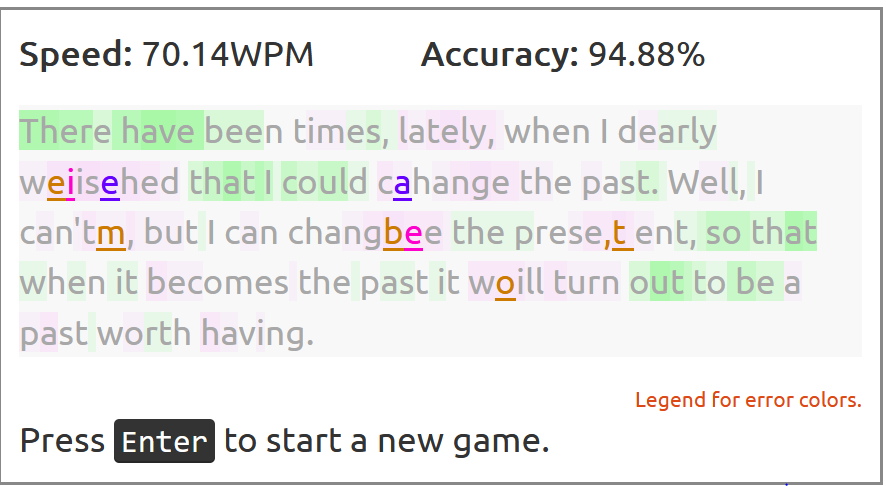 Speed: 70.14WPM Accuracy: 94.88%
There have been times, lately, when I dearly
weiisehed that I could cahange the past. Well, I
can'tm, but I can changbee the prese,t ent, so that
when it becomes the past it woill turn out to be a
past worth having.
Legend for error colors.
Press Enter to start a new game.